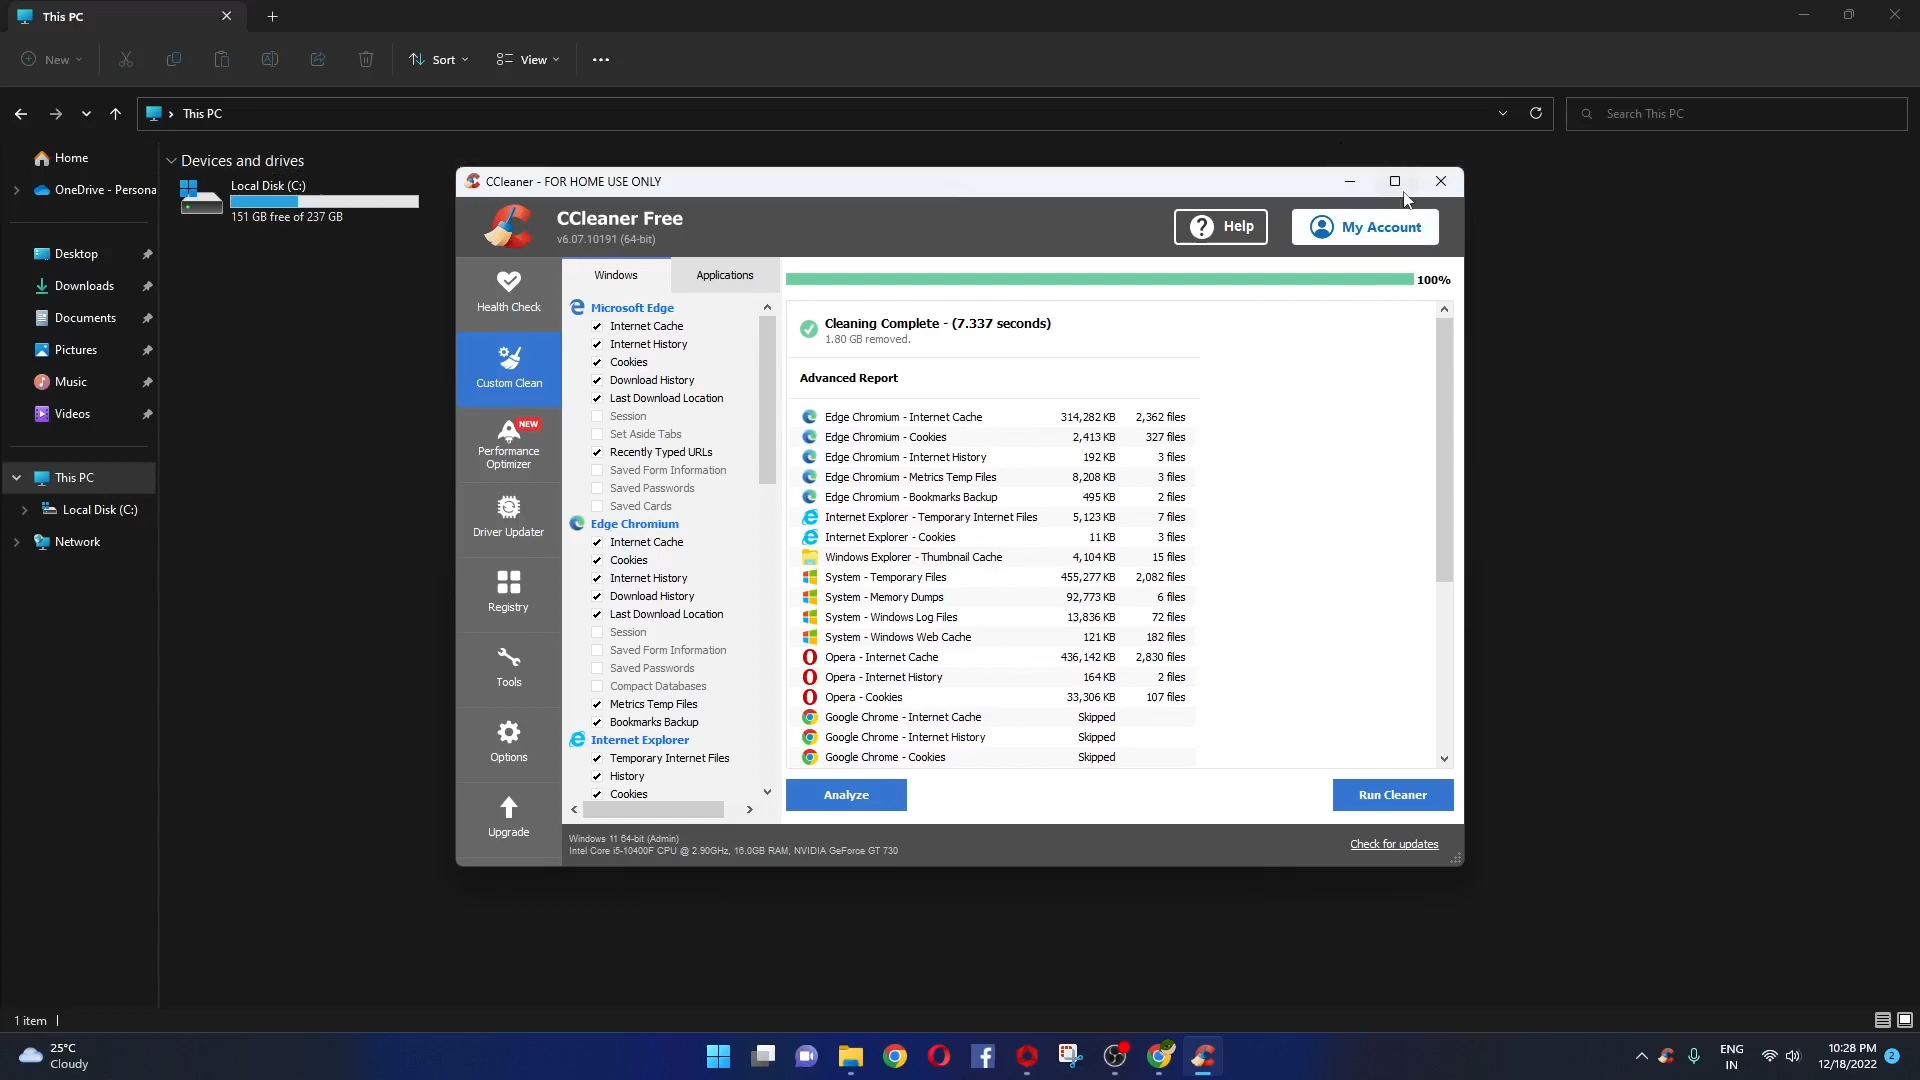 This PC
New
Sort
View
This PC
Search This PC
Home
OneDrive - Persona
Desktop
Downloads
Documents
Pictures
Music
Videos
This PC
Local Disk (C:)
Network
Devices and drives
Local Disk (C:)
151 GB free of 237 GB
CCleaner - FOR HOME USE ONLY
CCleaner Free
v6.07.10191 (64-bit)
? Help
My Account
Health Check
Custom Clean
NEW
Performance
Optimizer
Driver Updater
Registry
Tools
Options
Upgrade
Windows
Applications
Microsoft Edge
Internet Cache
Internet History
Cookies
Download History
Last Download Location
Session
Set Aside Tabs
Recently Typed URLs
Saved Form Information
Saved Passwords
Saved Cards
Edge Chromium
Internet Cache
Cookies
Internet History
Download History
Last Download Location
Session
Saved Form Information
Saved Passwords
Compact Databases
Metrics Temp Files
Bookmarks Backup
Internet Explorer
Temporary Internet Files
History
Cookies
100%
Cleaning Complete - (7.337 seconds)
1.80 GB removed.
Advanced Report
Edge Chromium - Internet Cache 314,282 KB 2,362 files
Edge Chromium - Cookies 2,413 KB 327 files
Edge Chromium - Internet History 192 KB 3 files
Edge Chromium - Metrics Temp Files 8,208 KB 3 files
Edge Chromium - Bookmarks Backup 495 KB 2 files
Internet Explorer - Temporary Internet Files 5,123 KB 7 files
Internet Explorer - Cookies 11 KB 3 files
Windows Explorer - Thumbnail Cache 4,104 KB 15 files
System - Temporary Files 455,277 KB 2,082 files
System - Memory Dumps 92,773 KB 6 files
System - Windows Log Files 13,836 KB 72 files
System - Windows Web Cache 121 KB 182 files
Opera - Internet Cache 436,142 KB 2,830 files
Opera - Internet History 164 KB 2 files
Opera - Cookies 33,306 KB 107 files
Google Chrome - Internet Cache Skipped
Google Chrome - Internet History Skipped
Google Chrome - Cookies Skipped
Analyze
Run Cleaner
Windows 11 64-bit (Admin)
Intel Core i5-10400F CPU @ 2.90GHz, 16.0GB RAM, NVIDIA GeForce GT 730
Check for updates
1 item
25°C
Cloudy
ENG
IN
10:28 PM
12/18/2022
2